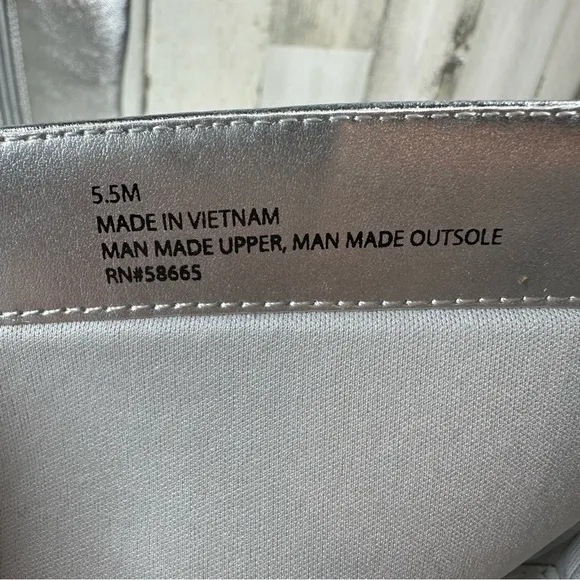 5.5M
MADE IN VIETNAM
MAN MADE UPPER, MAN MADE OUTSOLE
RN#58665